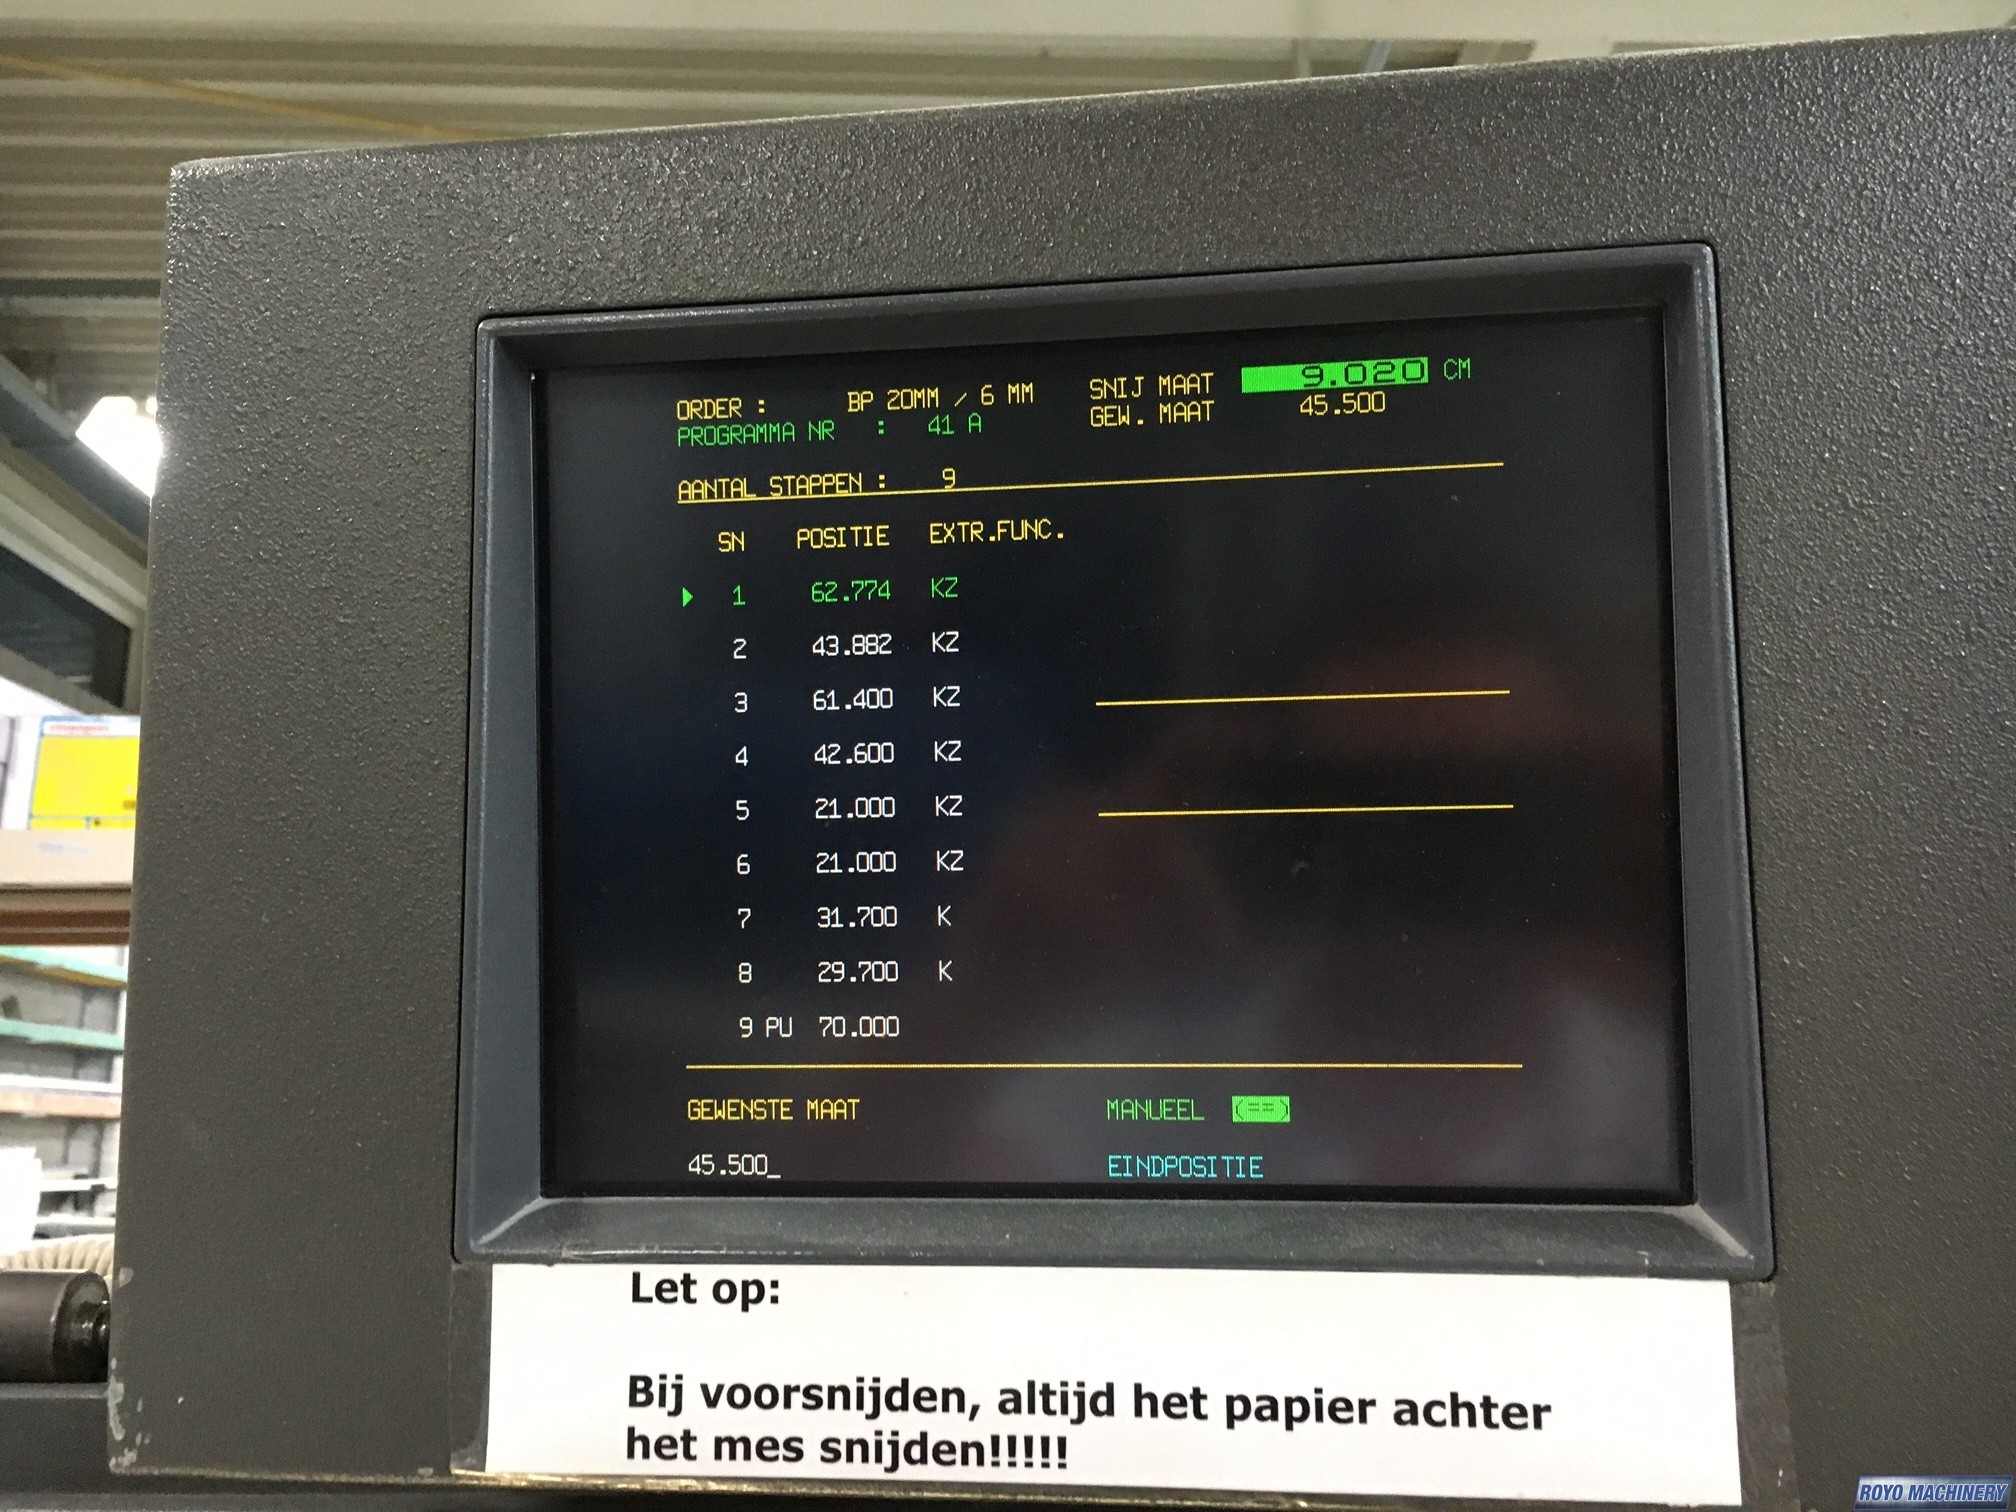 ORDER : BP 20MM / 6 MM SNIJ MAAT 9.020 CM
PROGRAMMA NR : 41 A GEW. MAAT 45.500
AANTAL STAPPEN : 9
SN POSITIE EXTR.FUNC.
1 62.774 KZ
2 43.882 KZ
3 61.400 KZ
4 42.600 KZ
5 21.000 KZ
6 21.000 KZ
7 31.700 K
8 29.700 K
9 PU 70.000
GEWENSTE MAAT MANUEEL (==)
45.500_ EINDPOSITIE
Let op:
Bij voorsnijden, altijd het papier achter
het mes snijden!!!!!
ROYO MACHINERY